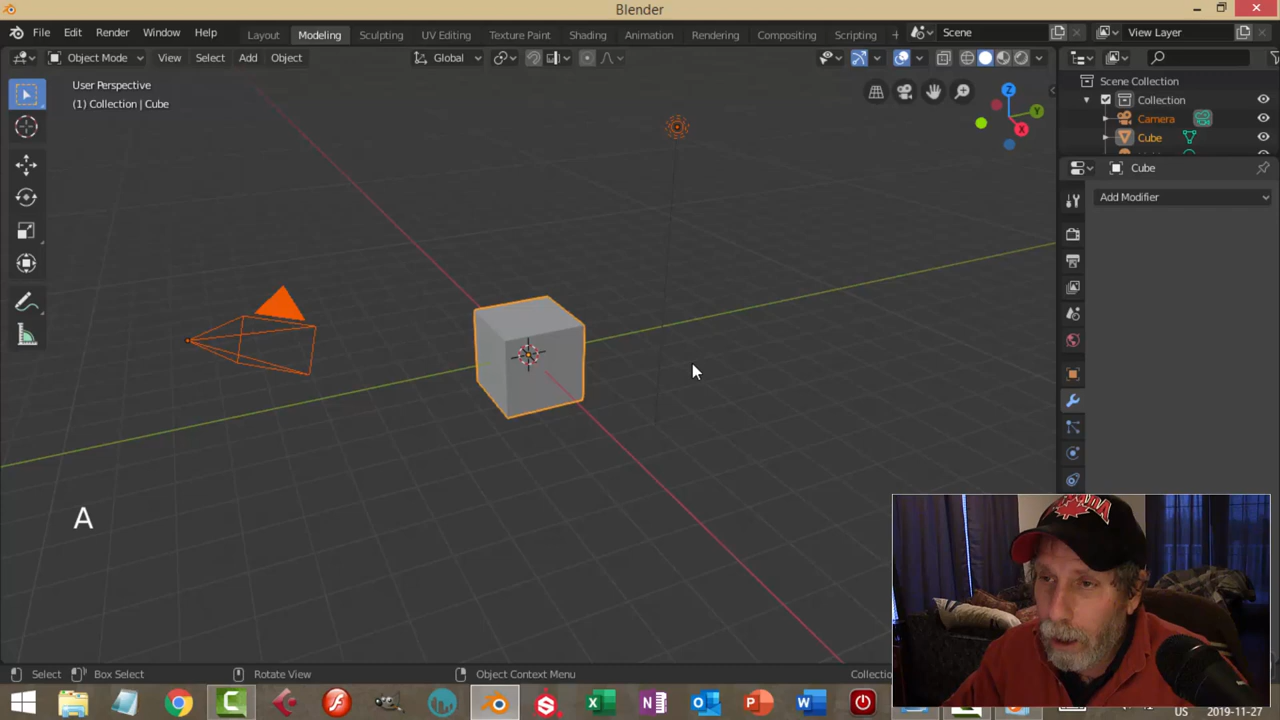 Blender
File Edit Render Window Help
Layout Modeling Sculpting UV Editing Texture Paint Shading Animation Rendering Compositing Scripting + Scene View Layer
Object Mode View Select Add Object Global
User Perspective
(1) Collection | Cube
Z
Y
X
Scene Collection
Collection
Camera
Cube
Cube
Add Modifier
A
Select Box Select Rotate View Object Context Menu Collectio
US 2019-11-27